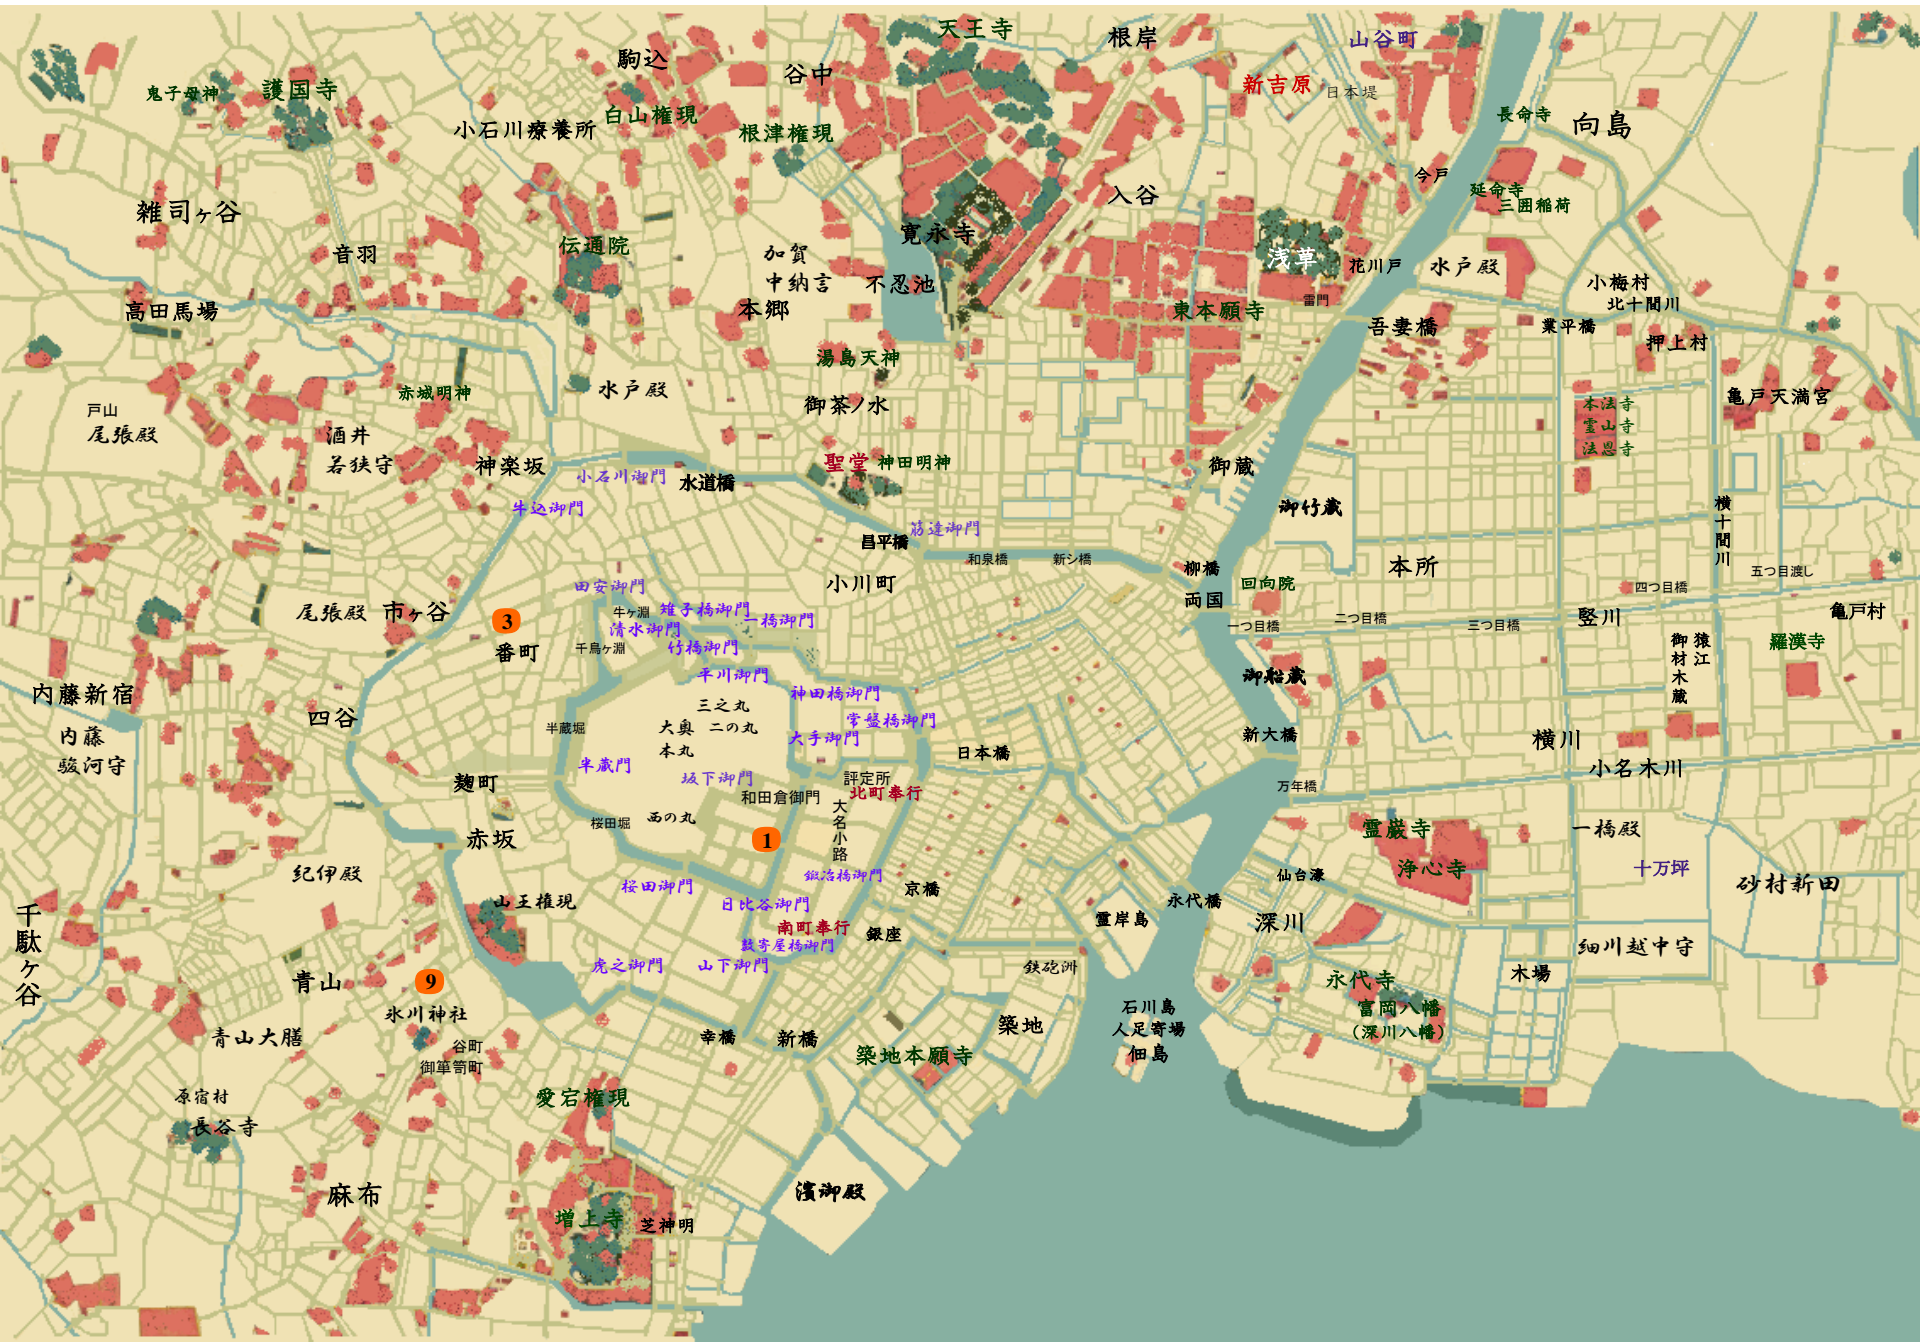 天王寺
根岸
山谷町
駒込
谷中
鬼子母神
護国寺
新吉原
日本堤
白山権現
小石川療養所
根津権現
長命寺
向島
今戸
延命寺
三囲稲荷
入谷
雑司ヶ谷
音羽
伝通院
加賀
中納言
本郷
寛永寺
不忍池
浅草
花川戸
水戸殿
小梅村
北十間川
雷門
東本願寺
吾妻橋
業平橋
押上村
高田馬場
湯島天神
赤城明神
水戸殿
御茶ノ水
戸山
尾張殿
酒井
若狭守
神楽坂
亀戸天満宮
本法寺
霊山寺
法恩寺
小石川御門
水道橋
聖堂
神田明神
御蔵
御竹蔵
牛込御門
筋違御門
昌平橋
和泉橋
新シ橋
横十間川
柳橋
本所
五つ目渡し
小川町
回向院
両国
四つ目橋
田安御門
尾張殿
市ヶ谷
3
番町
牛ヶ淵
雉子橋御門
一橋御門
清水御門
竹橋御門
千鳥ヶ淵
一つ目橋
二つ目橋
三つ目橋
竪川
亀戸村
猿江
御材木蔵
羅漢寺
平川御門
神田橋御門
御船蔵
内藤新宿
内藤
駿河守
四谷
三之丸
大奥
二の丸
本丸
常盤橋御門
大手御門
半蔵堀
半蔵門
日本橋
新大橋
横川
小名木川
麹町
坂下御門
和田倉御門
評定所
北町奉行
万年橋
桜田堀
西の丸
大名小路
1
赤坂
霊巌寺
一橋殿
浄心寺
十万坪
砂村新田
紀伊殿
鍛冶橋御門
桜田御門
京橋
仙台濠
永代橋
山王権現
日比谷御門
霊岸島
深川
千駄ヶ谷
南町奉行
数寄屋橋御門
銀座
細川越中守
虎之御門
山下御門
鉄砲洲
木場
青山
9
永代寺
氷川神社
石川島
人足寄場
佃島
富岡八幡
（深川八幡）
青山大膳
谷町
御箪笥町
幸橋
新橋
築地
築地本願寺
原宿村
長谷寺
愛宕権現
麻布
濱御殿
増上寺
芝神明